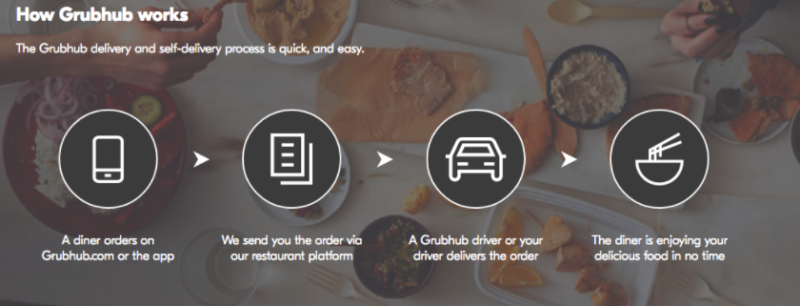 How Grubhub works
The Grubhub delivery and self-delivery process is quick, and easy.
A diner orders on
Grubhub.com or the app
We send you the order via
our restaurant platform
A Grubhub driver or your
driver delivers the order
The diner is enjoying your
delicious food in no time